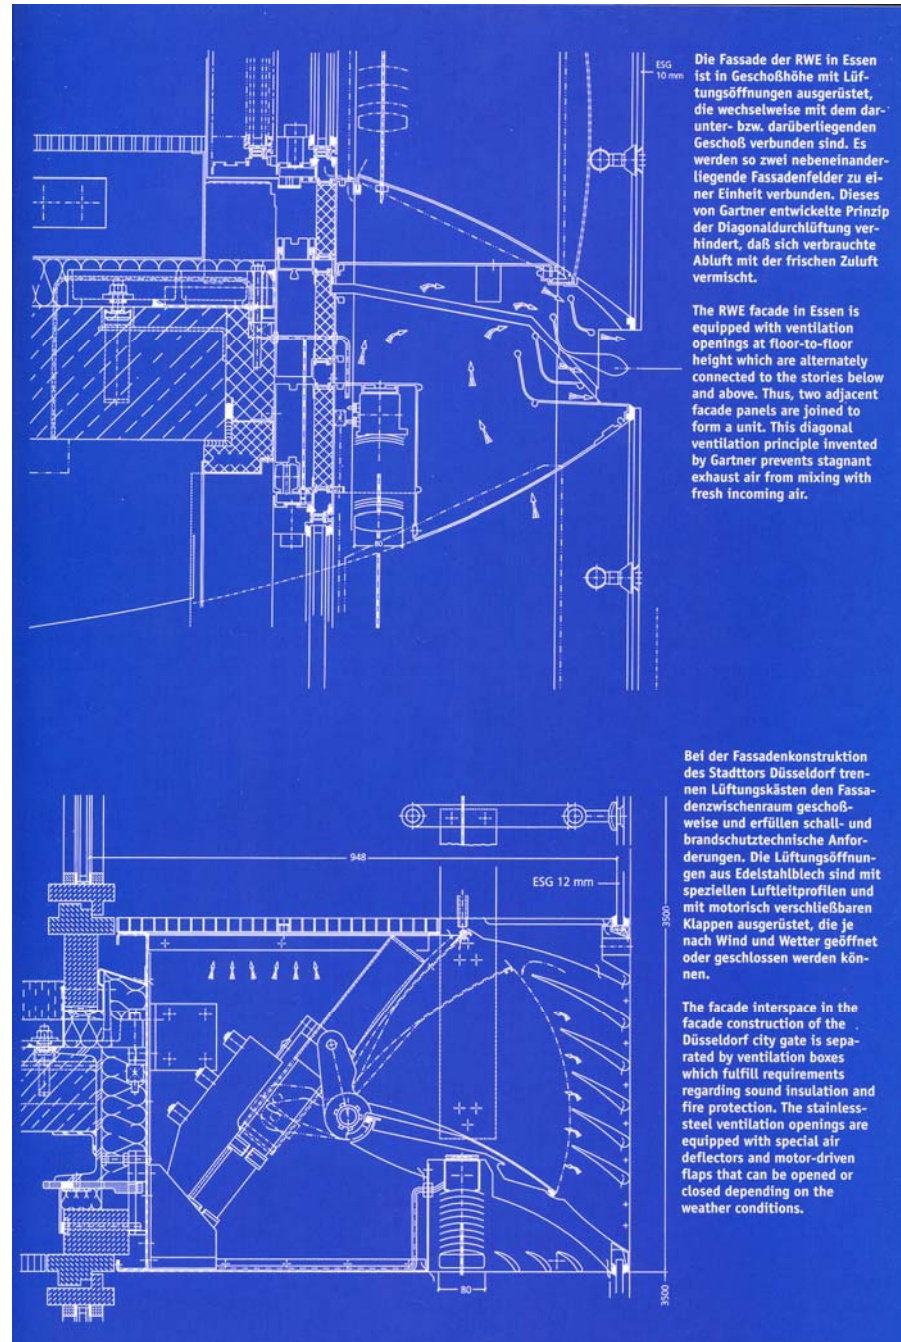 ESG
10 mm
Die Fassade der RWE in Essen
ist in Geschoßhöhe mit Lüf-
tungsöffnungen ausgerüstet,
die wechselweise mit dem dar-
unter- bzw. darüberliegenden
Geschoß verbunden sind. Es
werden so zwei nebeneinander-
liegende Fassadenfelder zu ei-
ner Einheit verbunden. Dieses
von Gartner entwickelte Prinzip
der Diagonaldurchlüftung ver-
hindert, daß sich verbrauchte
Abluft mit der frischen Zuluft
vermischt.
The RWE facade in Essen is
equipped with ventilation
openings at floor-to-floor
height which are alternately
connected to the stories below
and above. Thus, two adjacent
facade panels are joined to
form a unit. This diagonal
ventilation principle invented
by Gartner prevents stagnant
exhaust air from mixing with
fresh incoming air.
80
Bei der Fassadenkonstruktion
des Stadttors Düsseldorf tren-
nen Lüftungskästen den Fassa-
denzwischenraum geschoß-
weise und erfüllen schall- und
brandschutztechnische Anfor-
derungen. Die Lüftungsöffnun-
gen aus Edelstahlblech sind mit
speziellen Luftleitprofilen und
mit motorisch verschließbaren
Klappen ausgerüstet, die je
nach Wind und Wetter geöffnet
oder geschlossen werden kön-
nen.
The facade interspace in the
facade construction of the
Düsseldorf city gate is sepa-
rated by ventilation boxes
which fulfill requirements
regarding sound insulation and
fire protection. The stainless-
steel ventilation openings are
equipped with special air
deflectors and motor-driven
flaps that can be opened or
closed depending on the
weather conditions.
948
ESG 12 mm
3500
80
3500